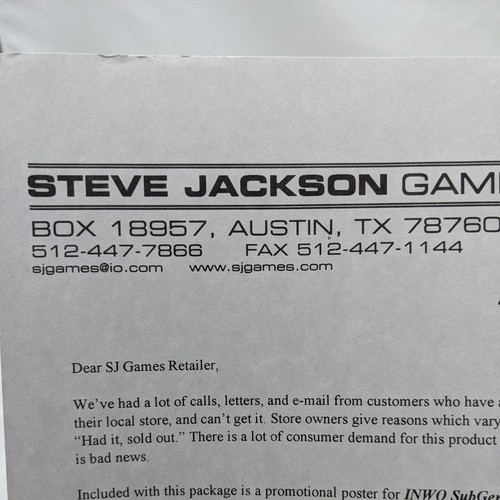 STEVE JACKSON GAM
BOX 18957, AUSTIN, TX 78760
512-447-7866 FAX 512-447-1144
sjgames@io.com www.sjgames.com
Dear SJ Games Retailer,
We've had a lot of calls, letters, and e-mail from customers who have a
their local store, and can't get it. Store owners give reasons which vary
"Had it, sold out." There is a lot of consumer demand for this product
is bad news.
Included with this package is a promotional poster for INWO SubGen